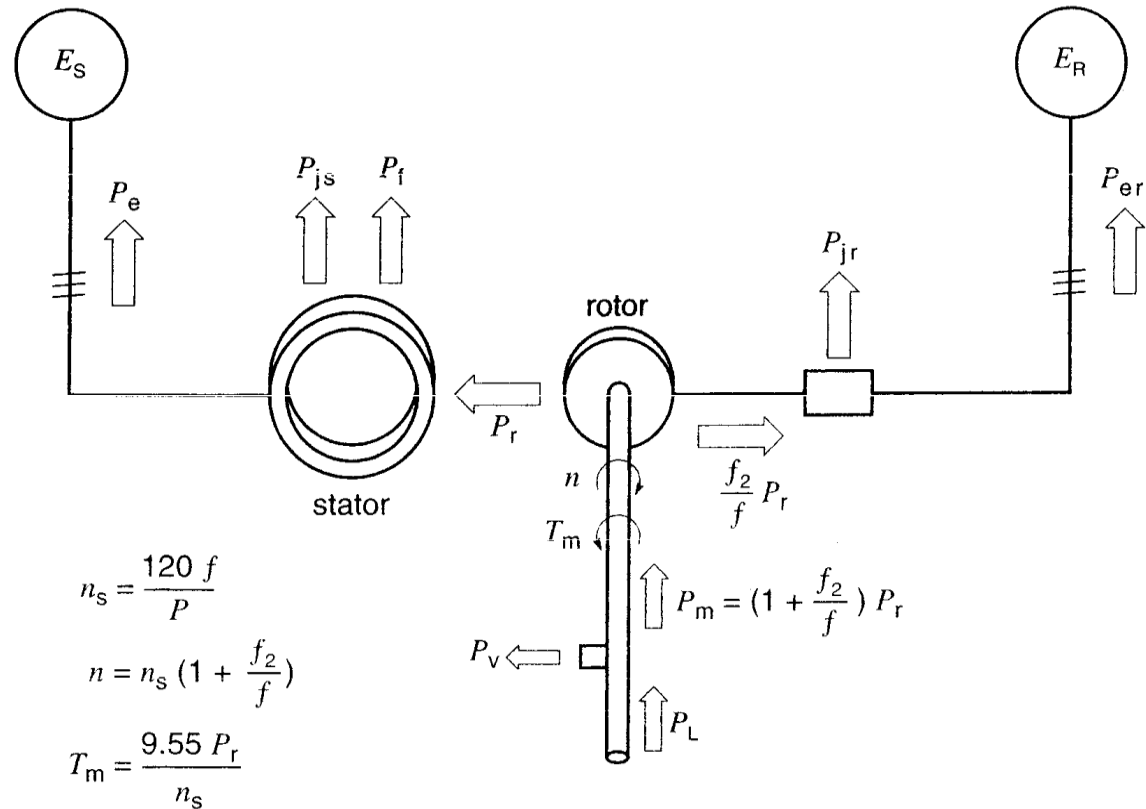 E_S
E_R
P_js P_f
P_e
P_er
P_jr
rotor
P_r
f_2/f P_r
stator
n
T_m
n_s = 120 f / P
P_m = (1 + f_2/f) P_r
P_v
n = n_s (1 + f_2/f)
P_L
T_m = 9.55 P_r / n_s